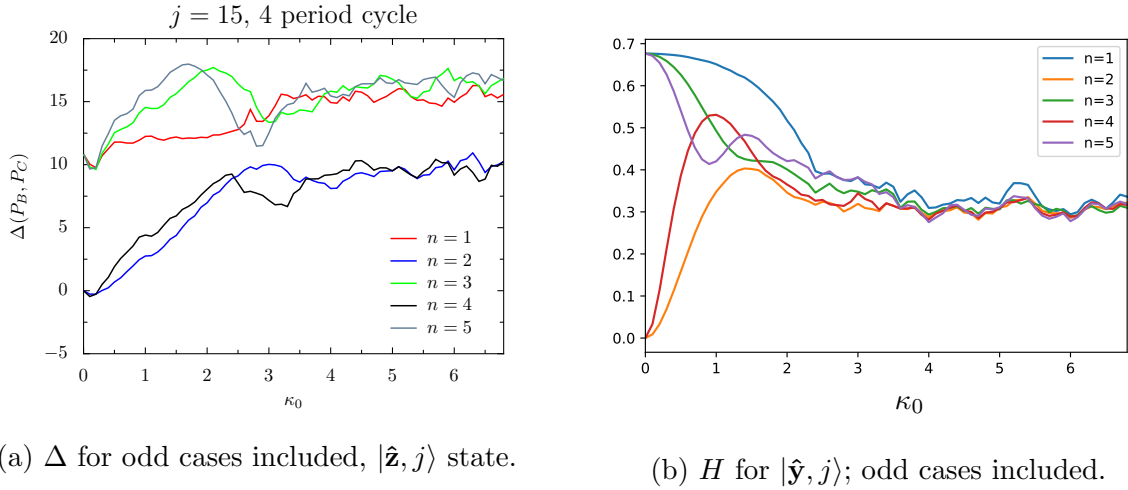 j = 15, 4 period cycle
20
15
10
5
0
−5
Δ(P_B, P_C)
n = 1
n = 2
n = 3
n = 4
n = 5
0 1 2 3 4 5 6
κ₀
0.7
0.6
0.5
0.4
0.3
0.2
0.1
0.0
n=1
n=2
n=3
n=4
n=5
0 1 2 3 4 5 6
κ₀
a) Δ for odd cases included, |ẑ, j⟩ state.
(b) H for |ŷ, j⟩; odd cases included.